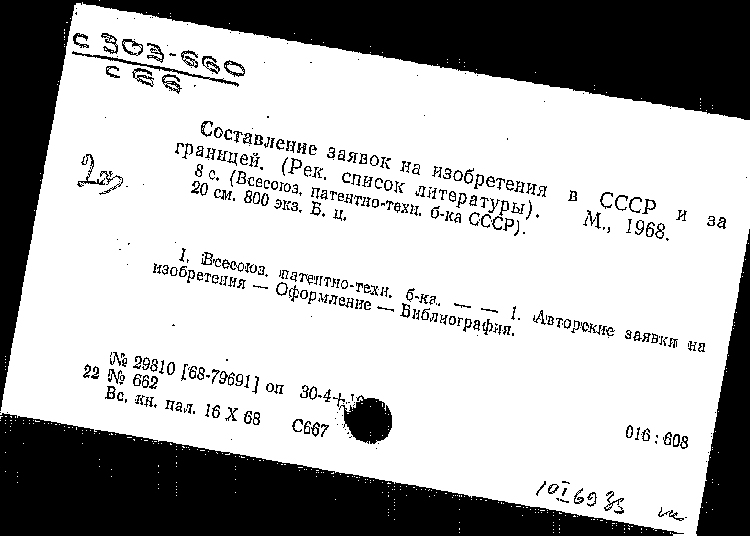 С 303-660
С 66
Составление заявок на изобретения в СССР и за
границей. (Рек. список литературы). М., 1968.
8 с. (Всесоюз. патентно-техн. б-ка СССР).
20 см. 800 экз. Б. ц.
I. Всесоюз. патентно-техн. б-ка. — — 1. Авторские заявки на
изобретения — Оформление — Библиография.
№ 29810 [68-79691] оп 30-4+
22 № 662
Вс. кн. пал. 16 X 68 С667
016:608